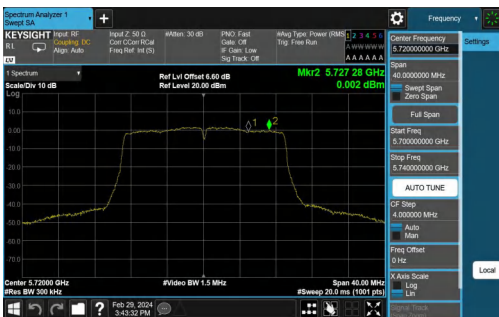 Spectrum Analyzer 1
Swept SA
Frequency
KEYSIGHT
RL
Input: RF
Coupling: DC
Align: Auto
Input Z: 50 Ω
Corr CCorr RCal
Freq Ref: Int (S)
#Atten: 30 dB
PNO: Fast
Gate: Off
IF Gain: Low
Sig Track: Off
#Avg Type: Power (RMS)
Trig: Free Run
1 2 3 4 5 6
A WWWWW
A A A A A A
LV
1 Spectrum
Scale/Div 10 dB
Log
Ref Lvl Offset 6.60 dB
Ref Level 20.00 dBm
Mkr2 5.727 28 GHz
0.002 dBm
10.0
0.00
-10.0
-20.0
-30.0
-40.0
-50.0
-60.0
-70.0
1
2
Center 5.72000 GHz
#Res BW 300 kHz
#Video BW 1.5 MHz
Span 40.00 MHz
#Sweep 20.0 ms (1001 pts)
Feb 29, 2024
3:43:32 PM
Center Frequency
5.720000000 GHz
Settings
Span
40.0000000 MHz
Swept Span
Zero Span
Full Span
Start Freq
5.700000000 GHz
Stop Freq
5.740000000 GHz
AUTO TUNE
CF Step
4.000000 MHz
Auto
Man
Freq Offset
0 Hz
X Axis Scale
Log
Lin
Local
Signal Track